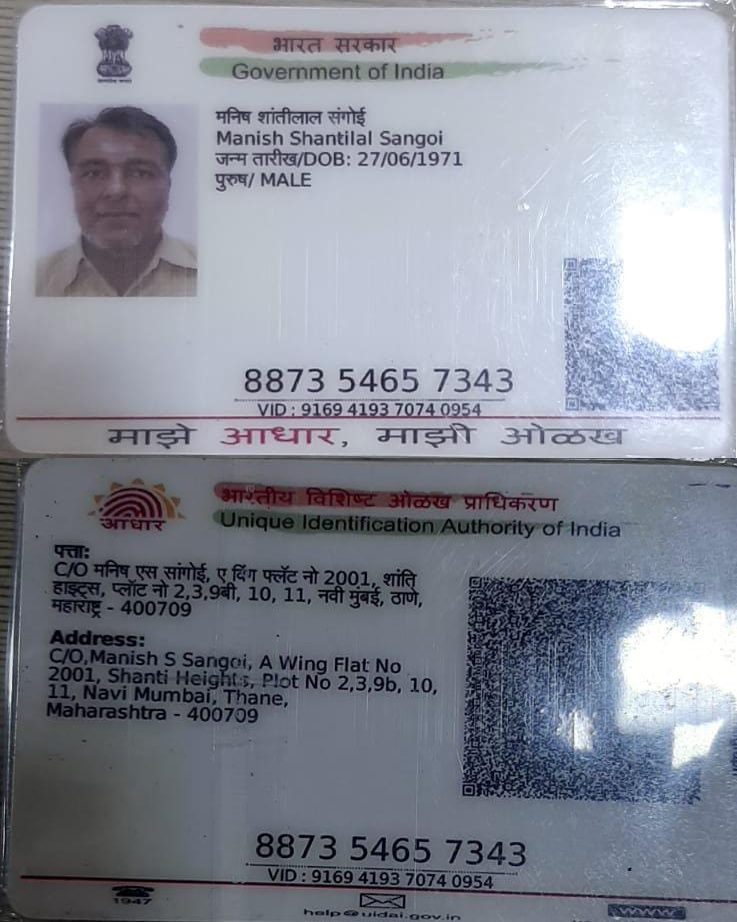 भारत सरकार
Government of India
मनिष शांतीलाल संगोई
Manish Shantilal Sangoi
जन्म तारीख/DOB: 27/06/1971
पुरुष/ MALE
8873 5465 7343
VID : 9169 4193 7074 0954
माझे आधार, माझी ओळख
भारतीय विशिष्ट ओळख प्राधिकरण
Unique Identification Authority of India
आधार
पत्ता:
C/O मनिष एस सांगोई, ए विंग फ्लॅट नो 2001, शांति
हाइट्स, प्लॉट नो 2,3,9बी, 10, 11, नवी मुंबई, ठाणे,
महाराष्ट्र - 400709
Address:
C/O,Manish S Sangoi, A Wing Flat No
2001, Shanti Heights, Plot No 2,3,9b, 10,
11, Navi Mumbai, Thane,
Maharashtra - 400709
8873 5465 7343
VID : 9169 4193 7074 0954
1947
help@uidai.gov.in